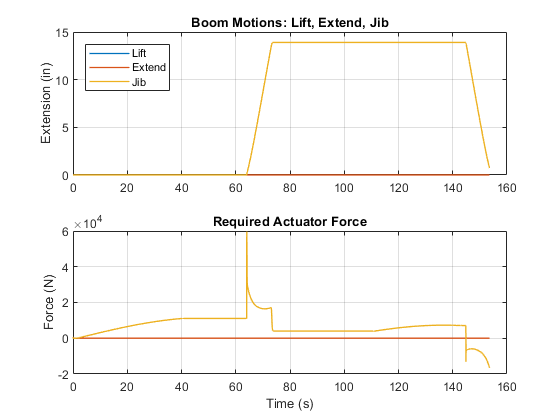 Boom Motions: Lift, Extend, Jib
Extension (in)
15
10
5
0
Lift
Extend
Jib
0 20 40 60 80 100 120 140 160
Required Actuator Force
×10⁴
Force (N)
6
4
2
0
-2
0 20 40 60 80 100 120 140 160
Time (s)